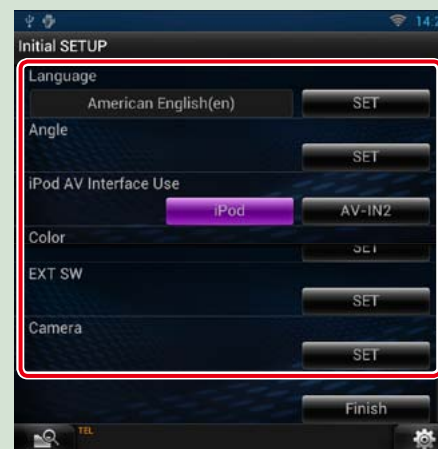 14:2
Initial SETUP
Language
American English(en)
SET
Angle
SET
iPod AV Interface Use
iPod
AV-IN2
Color
SET
EXT SW
SET
Camera
SET
Finish
TEL